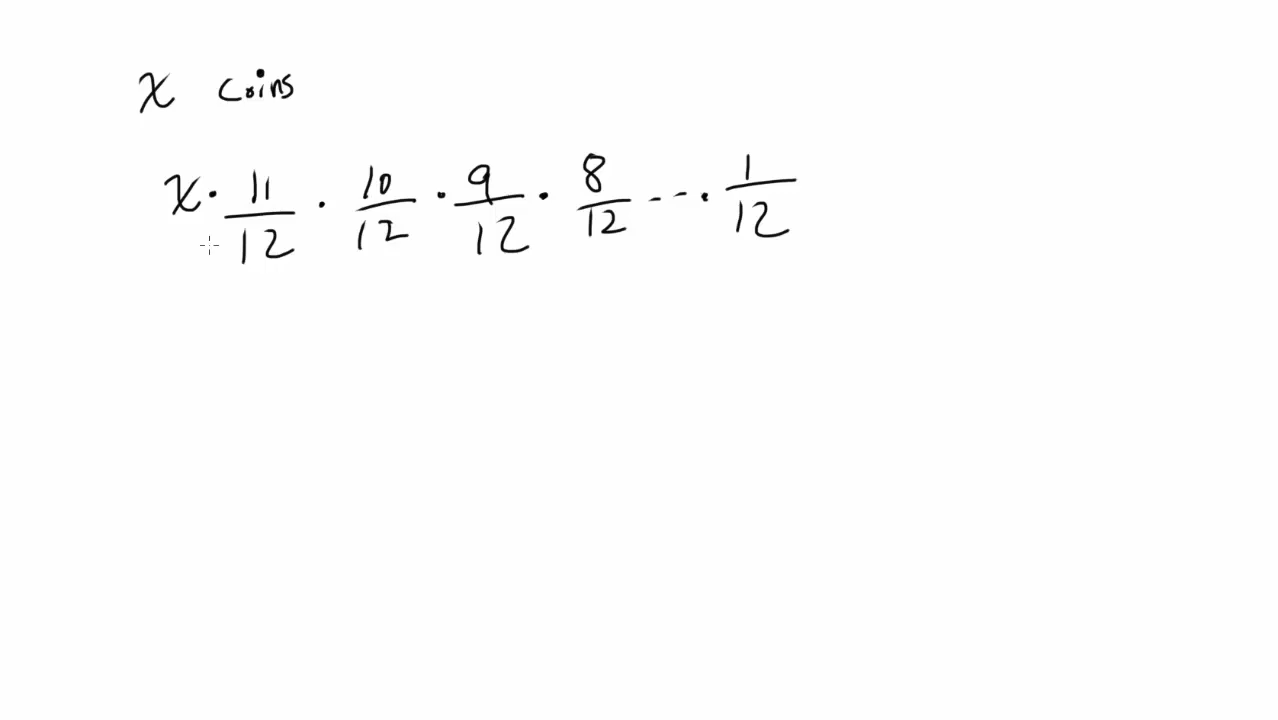 x coins
x · 11/12 · 10/12 · 9/12 · 8/12 --- · 1/12